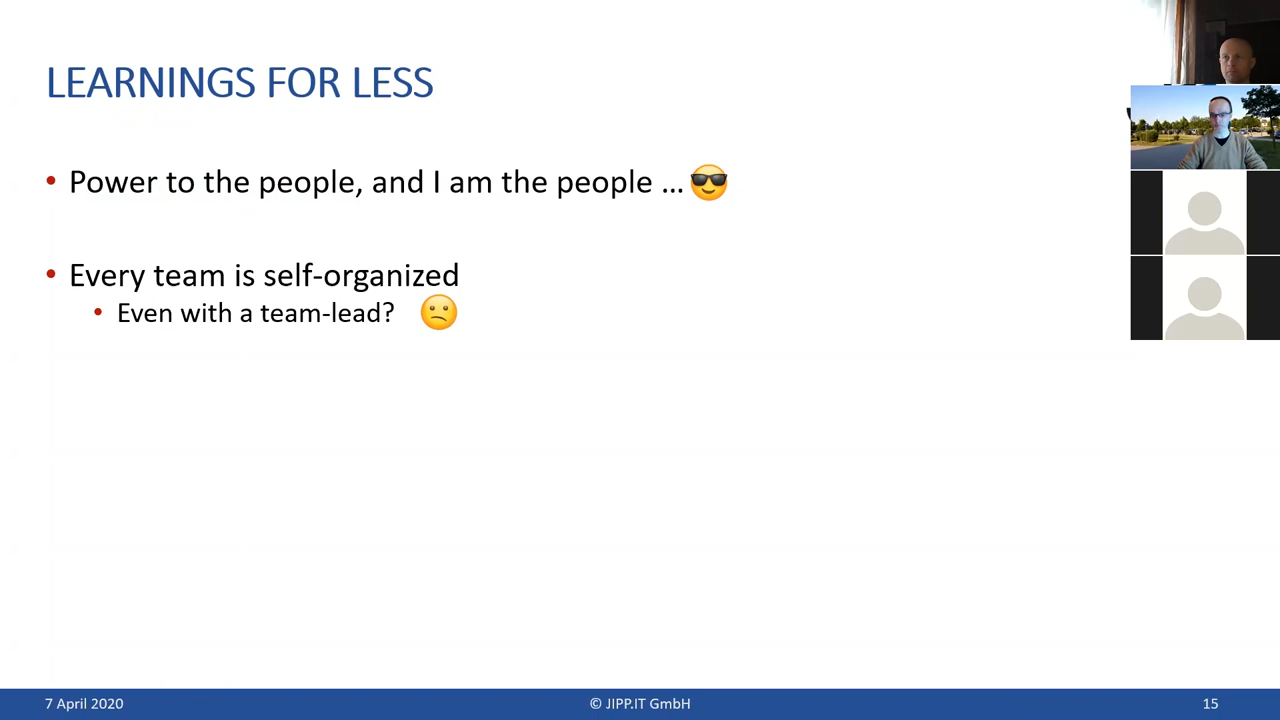 LEARNINGS FOR LESS
• Power to the people, and I am the people ... 😎
• Every team is self-organized
• Even with a team-lead? 😕
7 April 2020
© JIPP.IT GmbH
15